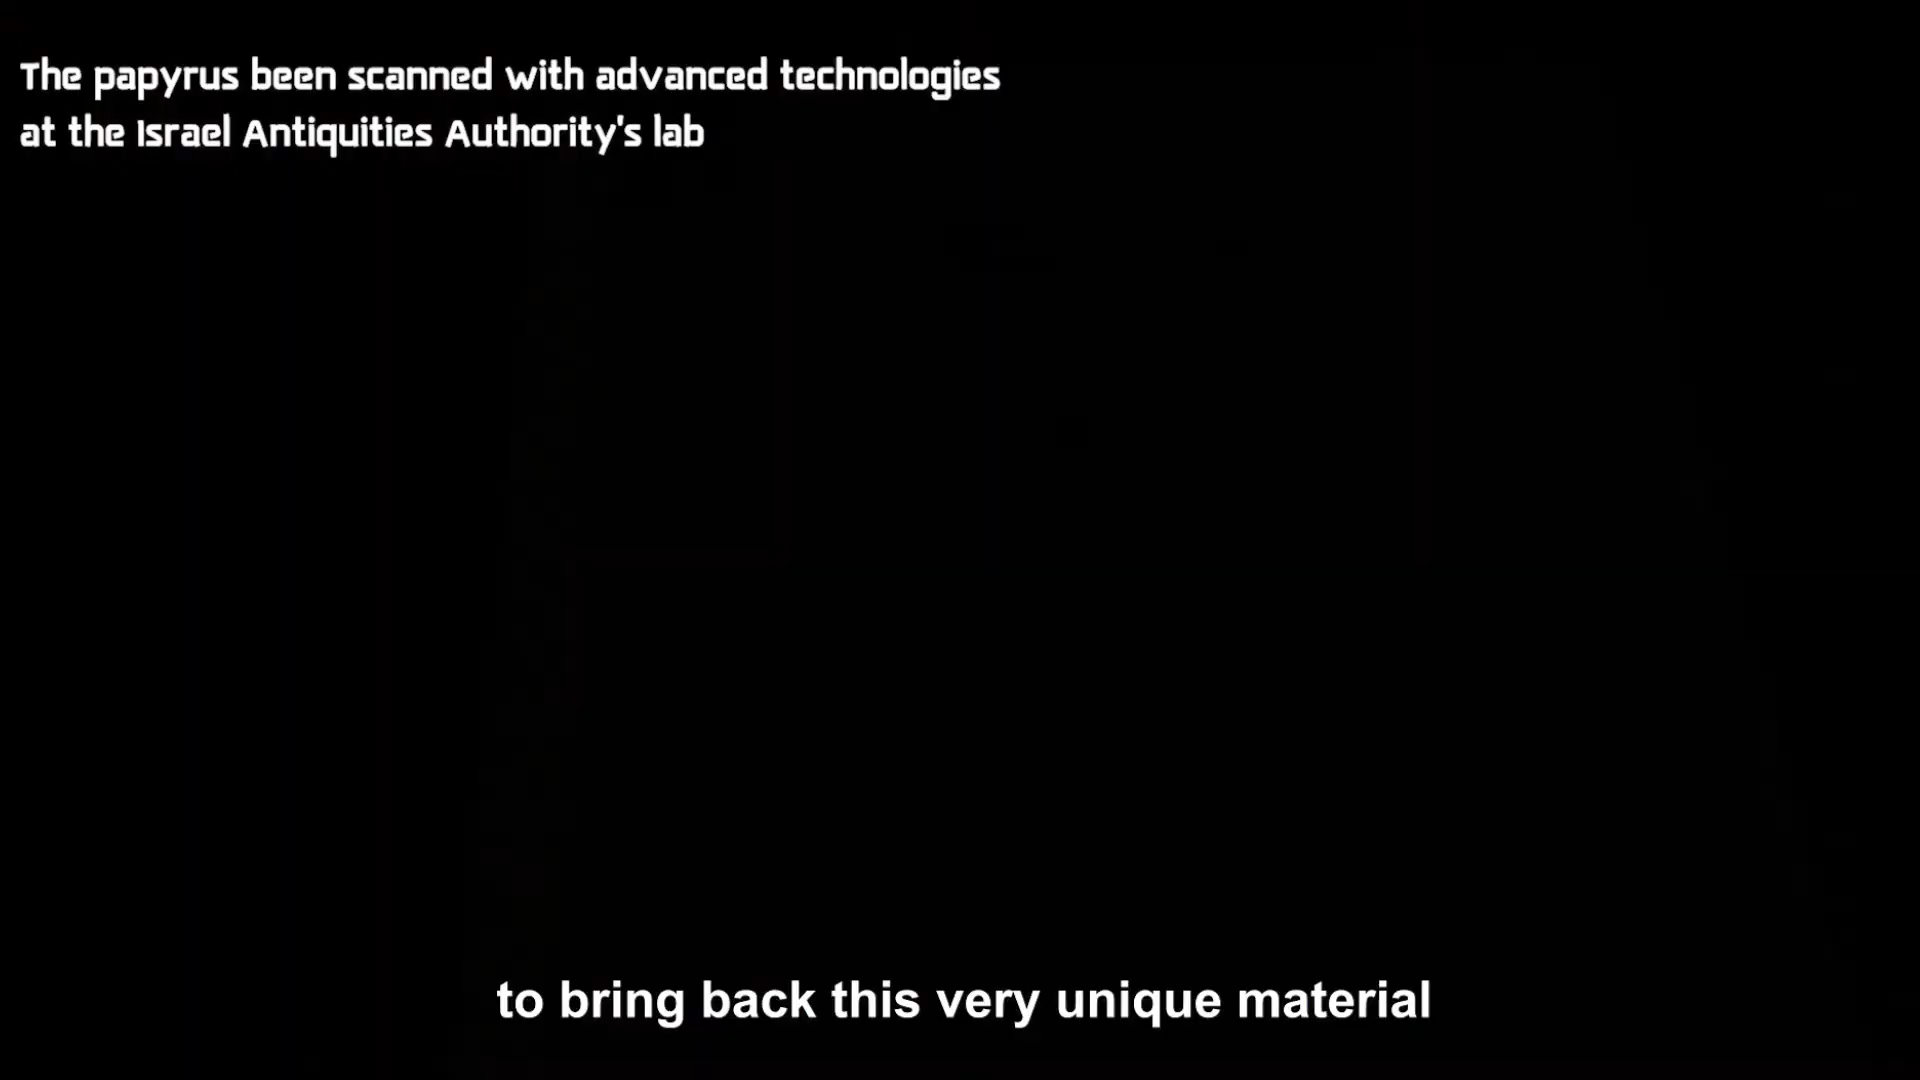 The papyrus been scanned with advanced technologies
at the Israel Antiquities Authority's lab
to bring back this very unique material